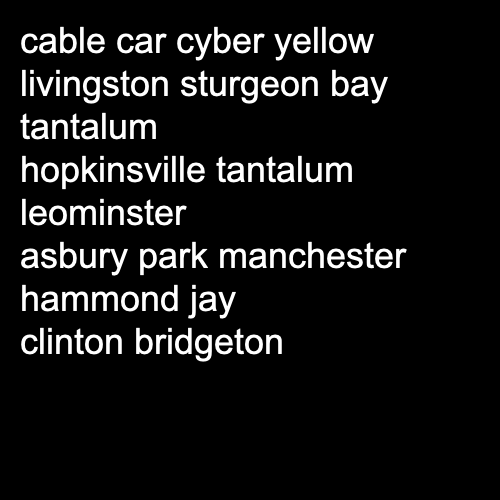 cable car cyber yellow
livingston sturgeon bay
tantalum
hopkinsville tantalum
leominster
asbury park manchester
hammond jay
clinton bridgeton